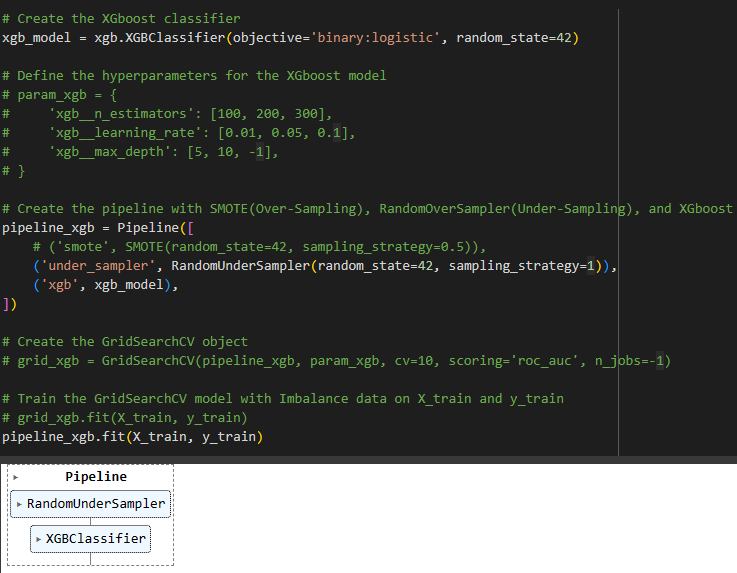 # Create the XGboost classifier
xgb_model = xgb.XGBClassifier(objective='binary:logistic', random_state=42)
# Define the hyperparameters for the XGboost model
# param_xgb = {
#     'xgb__n_estimators': [100, 200, 300],
#     'xgb__learning_rate': [0.01, 0.05, 0.1],
#     'xgb__max_depth': [5, 10, -1],
# }
# Create the pipeline with SMOTE(Over-Sampling), RandomOverSampler(Under-Sampling), and XGboost
pipeline_xgb = Pipeline([
    # ('smote', SMOTE(random_state=42, sampling_strategy=0.5)),
    ('under_sampler', RandomUnderSampler(random_state=42, sampling_strategy=1)),
    ('xgb', xgb_model),
])
# Create the GridSearchCV object
# grid_xgb = GridSearchCV(pipeline_xgb, param_xgb, cv=10, scoring='roc_auc', n_jobs=-1)
# Train the GridSearchCV model with Imbalance data on X_train and y_train
# grid_xgb.fit(X_train, y_train)
pipeline_xgb.fit(X_train, y_train)
Pipeline
RandomUnderSampler
XGBClassifier